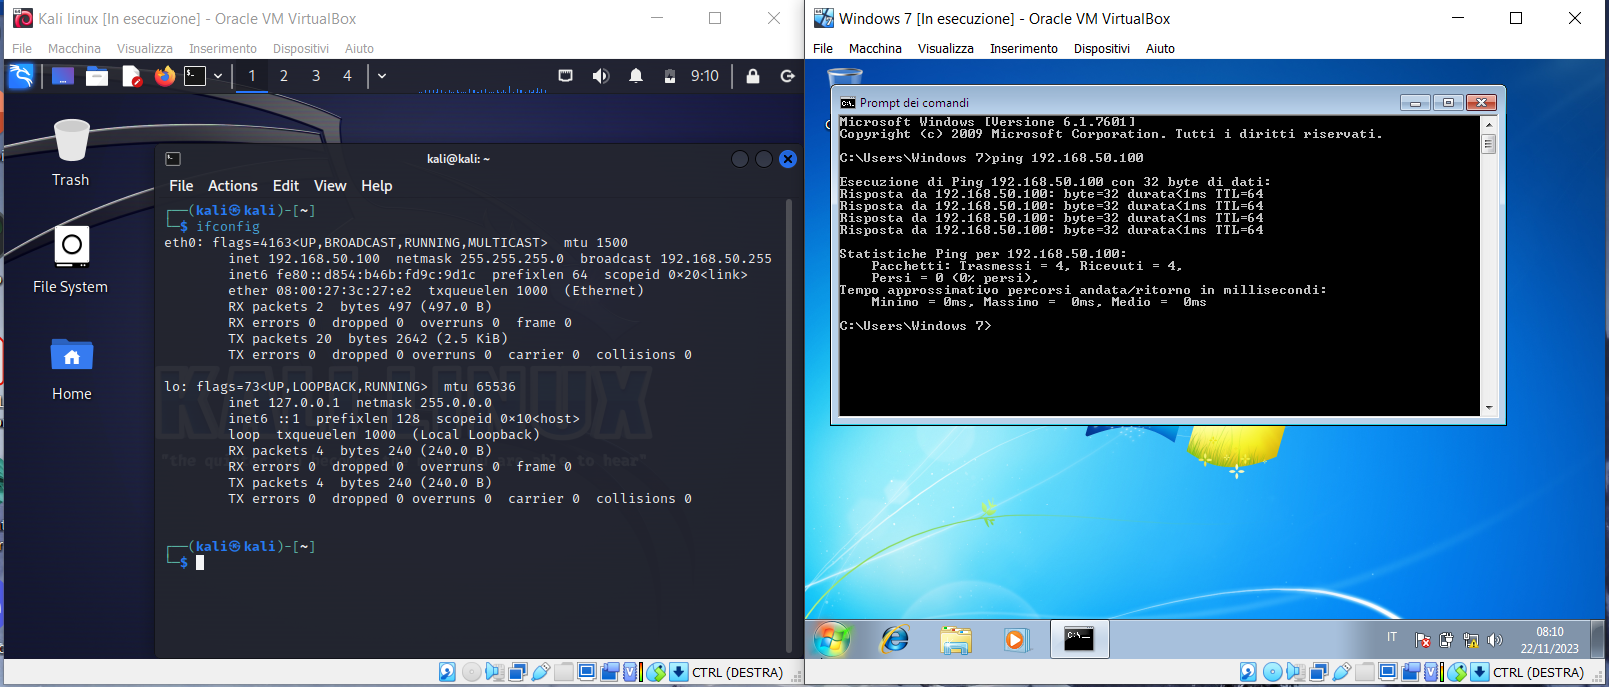 Kali linux [In esecuzione] - Oracle VM VirtualBox
File Macchina Visualizza Inserimento Dispositivi Aiuto
1 2 3 4 9:10
Trash
File System
Home
kali@kali: ~
File Actions Edit View Help
┌──(kali㉿kali)-[~]
└─$ ifconfig
eth0: flags=4163<UP,BROADCAST,RUNNING,MULTICAST>  mtu 1500
        inet 192.168.50.100  netmask 255.255.255.0  broadcast 192.168.50.255
        inet6 fe80::d854:b46b:fd9c:9d1c  prefixlen 64  scopeid 0×20<link>
        ether 08:00:27:3c:27:e2  txqueuelen 1000  (Ethernet)
        RX packets 2  bytes 497 (497.0 B)
        RX errors 0  dropped 0  overruns 0  frame 0
        TX packets 20  bytes 2642 (2.5 KiB)
        TX errors 0  dropped 0 overruns 0  carrier 0  collisions 0
lo: flags=73<UP,LOOPBACK,RUNNING>  mtu 65536
        inet 127.0.0.1  netmask 255.0.0.0
        inet6 ::1  prefixlen 128  scopeid 0×10<host>
        loop  txqueuelen 1000  (Local Loopback)
        RX packets 4  bytes 240 (240.0 B)
        RX errors 0  dropped 0  overruns 0  frame 0
        TX packets 4  bytes 240 (240.0 B)
        TX errors 0  dropped 0 overruns 0  carrier 0  collisions 0
┌──(kali㉿kali)-[~]
└─$
KALI LINUX
CTRL (DESTRA)
Windows 7 [In esecuzione] - Oracle VM VirtualBox
File Macchina Visualizza Inserimento Dispositivi Aiuto
Prompt dei comandi
Microsoft Windows [Versione 6.1.7601]
Copyright (c) 2009 Microsoft Corporation. Tutti i diritti riservati.
C:\Users\Windows 7>ping 192.168.50.100
Esecuzione di Ping 192.168.50.100 con 32 byte di dati:
Risposta da 192.168.50.100: byte=32 durata<1ms TTL=64
Risposta da 192.168.50.100: byte=32 durata<1ms TTL=64
Risposta da 192.168.50.100: byte=32 durata<1ms TTL=64
Risposta da 192.168.50.100: byte=32 durata<1ms TTL=64
Statistiche Ping per 192.168.50.100:
    Pacchetti: Trasmessi = 4, Ricevuti = 4,
    Persi = 0 (0% persi),
Tempo approssimativo percorsi andata/ritorno in millisecondi:
    Minimo = 0ms, Massimo =  0ms, Medio =  0ms
C:\Users\Windows 7>
IT
08:10
22/11/2023
CTRL (DESTRA)